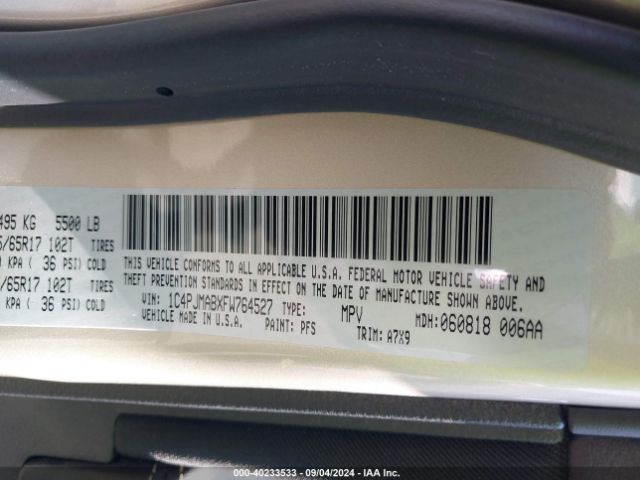 495 KG 5500 LB
/65R17 102T TIRES
KPA ( 36 PSI) COLD
/65R17 102T TIRES
KPA ( 36 PSI) COLD
THIS VEHICLE CONFORMS TO ALL APPLICABLE U.S.A. FEDERAL MOTOR VEHICLE SAFETY AND
THEFT PREVENTION STANDARDS IN EFFECT ON THE DATE OF MANUFACTURE SHOWN ABOVE.
VIN: 1C4PJMABXFW764527 TYPE: MPV MDH: 060818 006AA
VEHICLE MADE IN U.S.A. PAINT: PFS TRIM: A7X9
000-40233533 - 09/04/2024 - IAA Inc.